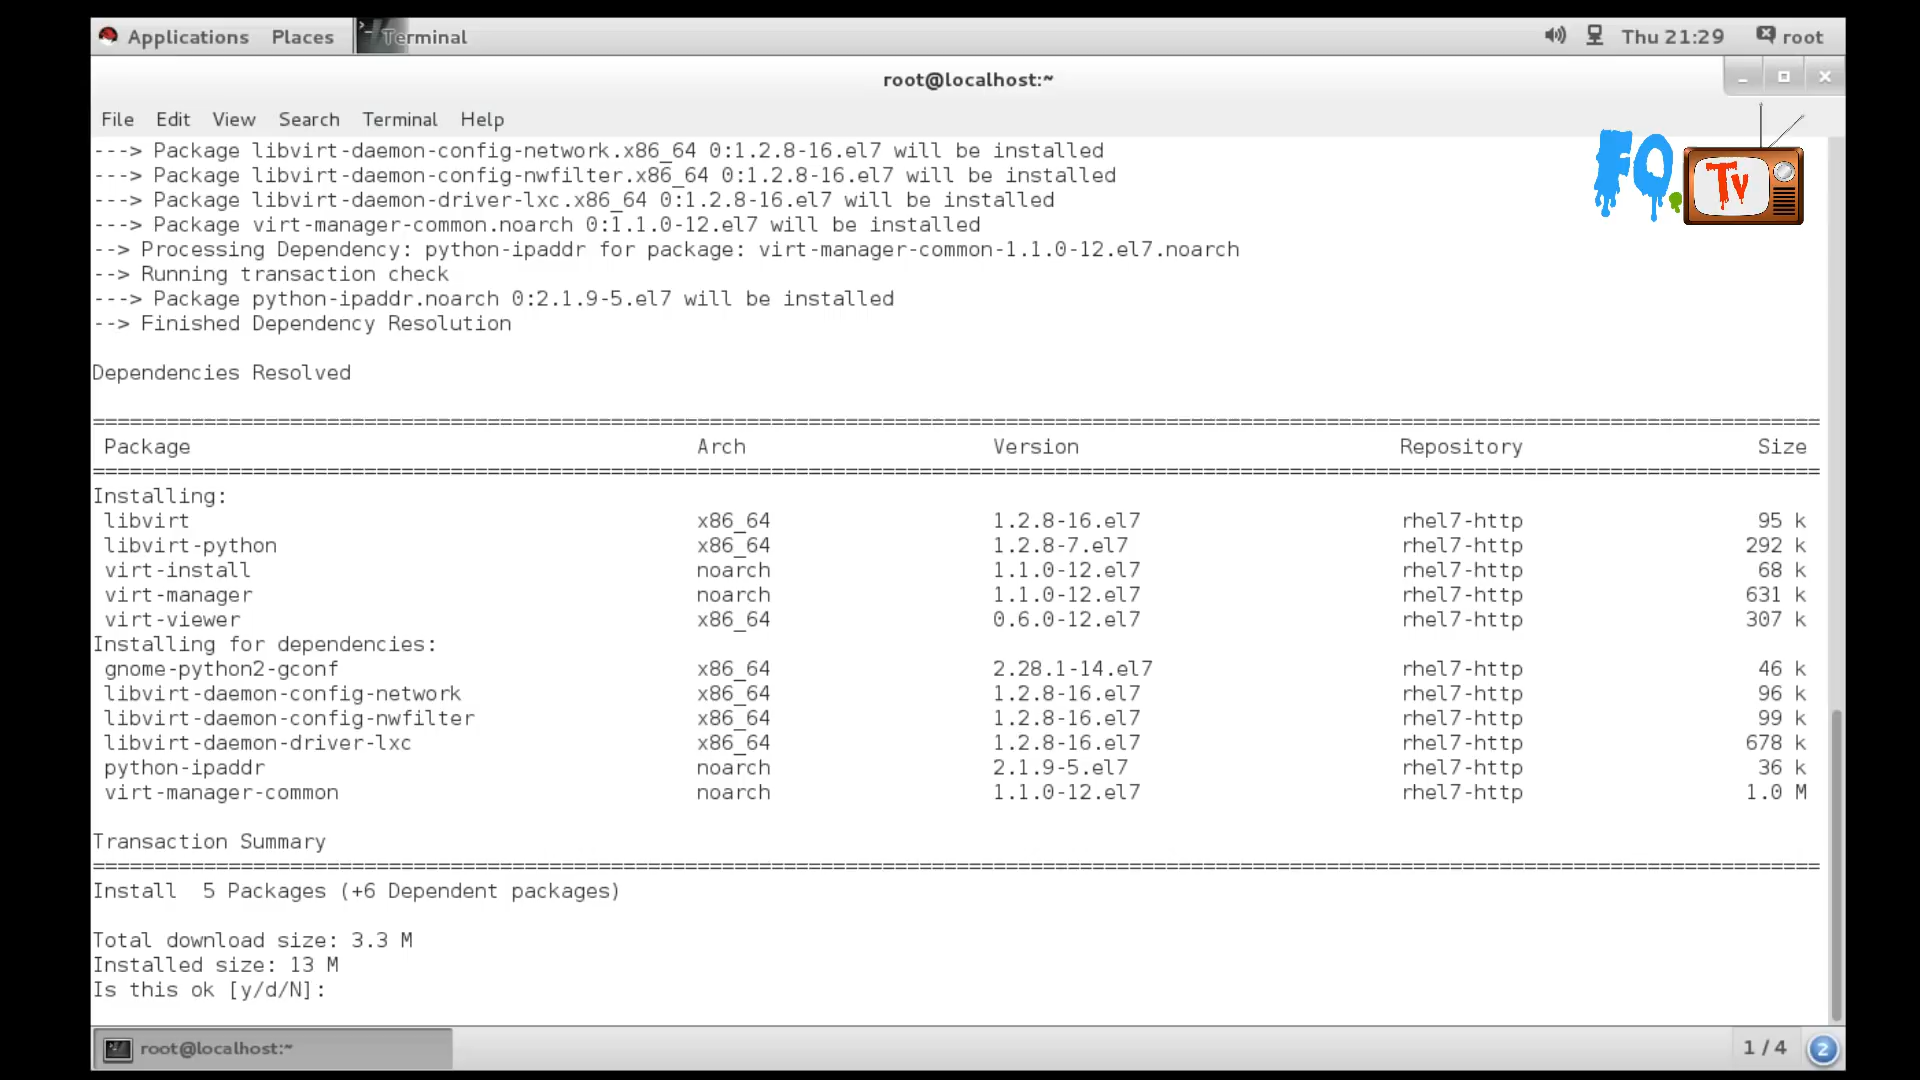 Applications Places Terminal Thu 21:29 root
root@localhost:~
File Edit View Search Terminal Help
FQ.Tv
---> Package libvirt-daemon-config-network.x86_64 0:1.2.8-16.el7 will be installed
---> Package libvirt-daemon-config-nwfilter.x86_64 0:1.2.8-16.el7 will be installed
---> Package libvirt-daemon-driver-lxc.x86_64 0:1.2.8-16.el7 will be installed
---> Package virt-manager-common.noarch 0:1.1.0-12.el7 will be installed
--> Processing Dependency: python-ipaddr for package: virt-manager-common-1.1.0-12.el7.noarch
--> Running transaction check
---> Package python-ipaddr.noarch 0:2.1.9-5.el7 will be installed
--> Finished Dependency Resolution
Dependencies Resolved
================================================================================
Package Arch Version Repository Size
================================================================================
Installing:
libvirt x86_64 1.2.8-16.el7 rhel7-http 95 k
libvirt-python x86_64 1.2.8-7.el7 rhel7-http 292 k
virt-install noarch 1.1.0-12.el7 rhel7-http 68 k
virt-manager noarch 1.1.0-12.el7 rhel7-http 631 k
virt-viewer x86_64 0.6.0-12.el7 rhel7-http 307 k
Installing for dependencies:
gnome-python2-gconf x86_64 2.28.1-14.el7 rhel7-http 46 k
libvirt-daemon-config-network x86_64 1.2.8-16.el7 rhel7-http 96 k
libvirt-daemon-config-nwfilter x86_64 1.2.8-16.el7 rhel7-http 99 k
libvirt-daemon-driver-lxc x86_64 1.2.8-16.el7 rhel7-http 678 k
python-ipaddr noarch 2.1.9-5.el7 rhel7-http 36 k
virt-manager-common noarch 1.1.0-12.el7 rhel7-http 1.0 M
Transaction Summary
================================================================================
Install 5 Packages (+6 Dependent packages)
Total download size: 3.3 M
Installed size: 13 M
Is this ok [y/d/N]:
root@localhost:~ 1 / 4 2